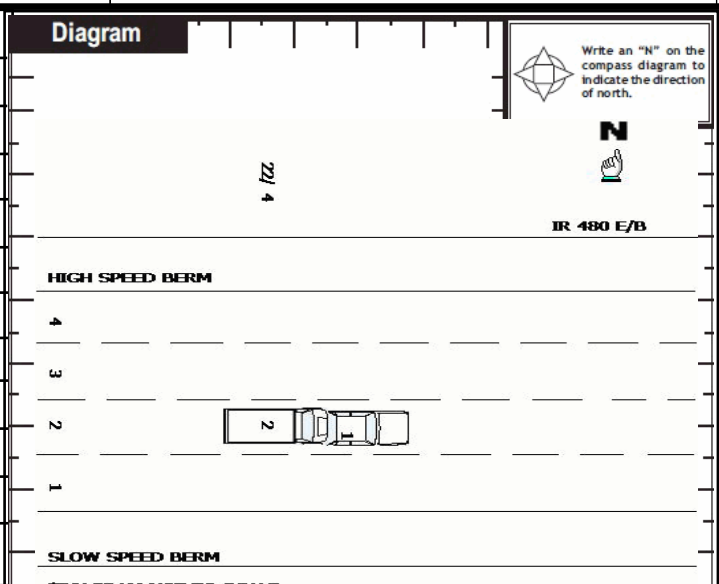 Diagram
Write an “N” on the
compass diagram to
indicate the direction
of north.
N
22/ 4
IR 480 E/B
HIGH SPEED BERM
4
3
2
2
1
1
SLOW SPEED BERM